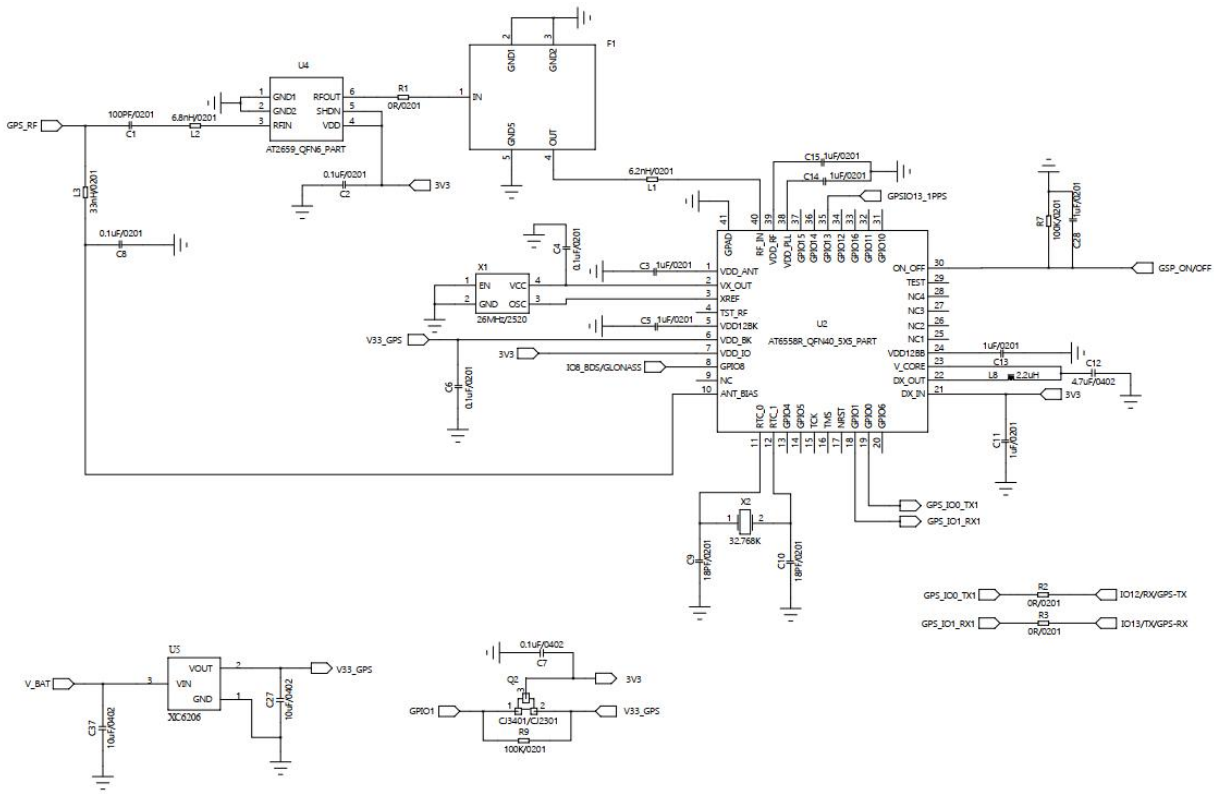 F1
2
3
GND1
GND2
U4
1
GND1
RFOUT
6
2
GND2
SHDN
5
3
RFIN
VDD
4
AT2659_QFN6_PART
R1
0R/0201
1
IN
GND5
OUT
5
4
GPS_RF
100PF/0201
C1
6.8nH/0201
L2
L3
33nH/0201
0.1uF/0201
C2
3V3
0.1uF/0201
C8
6.2nH/0201
L1
C15
1uF/0201
C14
1uF/0201
GPSIO13_1PPS
41
40
39
38
37
36
35
34
33
32
31
GPAD
RF_IN
VDD_RF
VDD_PLL
GPIO15
GPIO14
GPIO13
GPIO12
GPIO16
GPIO11
GPIO10
R7
100K/0201
C28
1uF/0201
C4
0.1uF/0201
X1
1
EN
VCC
4
2
GND
OSC
3
26MHz/2520
C3
1uF/0201
C5
1uF/0201
V33_GPS
C6
0.1uF/0201
3V3
IO8_BDS/GLONASS
1
VDD_ANT
2
VX_OUT
3
XREF
4
TST_RF
5
VDD12BK
6
VDD_BK
7
VDD_IO
8
GPIO8
9
NC
10
ANT_BIAS
U2
AT6558R_QFN40_5X5_PART
ON_OFF
30
TEST
29
NC4
28
NC3
27
NC2
26
NC1
25
VDD12BB
24
V_CORE
23
DX_OUT
22
DX_IN
21
GSP_ON/OFF
1uF/0201
C13
L8
2.2uH
C12
4.7uF/0402
3V3
C11
1uF/0201
RTC_0
RTC_1
GPIO4
GPIO5
TCK
TMS
NRST
GPIO1
GPIO0
GPIO6
11
12
13
14
15
16
17
18
19
20
X2
1
2
32.768K
C9
18PF/0201
C10
18PF/0201
GPS_IO0_TX1
GPS_IO1_RX1
GPS_IO0_TX1
R2
0R/0201
IO12/RX/GPS-TX
GPS_IO1_RX1
R3
0R/0201
IO13/TX/GPS-RX
U5
V_BAT
3
VIN
VOUT
2
GND
1
XC6206
V33_GPS
C37
10uF/0402
C27
10uF/0402
0.1uF/0402
C7
Q2
3
3V3
GPIO1
1
2
V33_GPS
CJ3401/CJ2301
R9
100K/0201